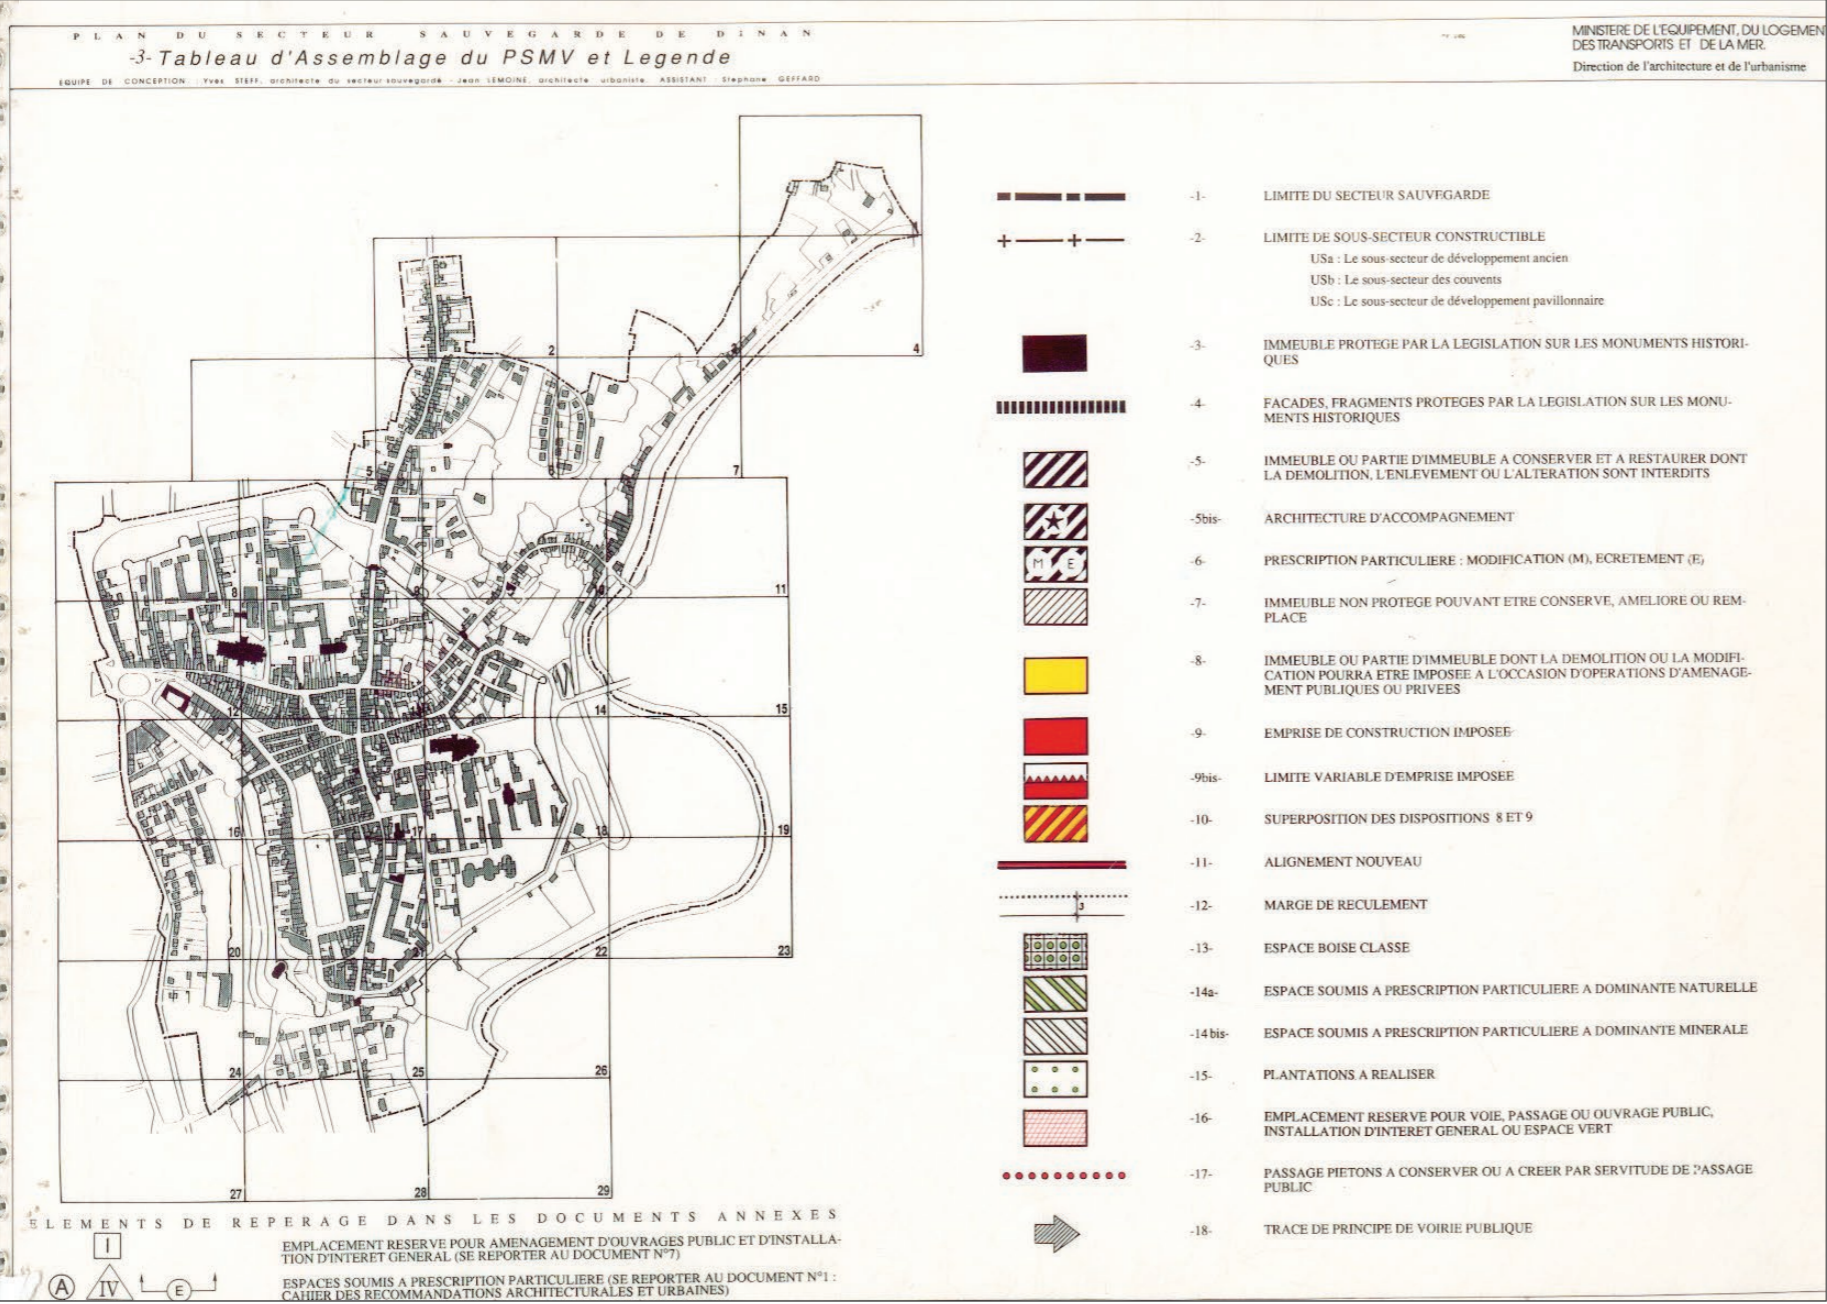 PLAN DU SECTEUR SAUVEGARDE DE DiNAN
-3- Tableau d'Assemblage du PSMV et Legende
EQUIPE DE CONCEPTION : Yves STEFF, architecte du secteur sauvegardé - Jean LEMOINE, architecte urbaniste. ASSISTANT : Stephane GEFFARD
MINISTERE DE L'EQUIPEMENT, DU LOGEMEN
DES TRANSPORTS ET DE LA MER.
Direction de l'architecture et de l'urbanisme
-1- LIMITE DU SECTEUR SAUVEGARDE
-2- LIMITE DE SOUS-SECTEUR CONSTRUCTIBLE
USa : Le sous-secteur de développement ancien
USb : Le sous-secteur des couvents
USc : Le sous-secteur de développement pavillonnaire
-3- IMMEUBLE PROTEGE PAR LA LEGISLATION SUR LES MONUMENTS HISTORI-
QUES
-4- FACADES, FRAGMENTS PROTEGES PAR LA LEGISLATION SUR LES MONU-
MENTS HISTORIQUES
-5- IMMEUBLE OU PARTIE D'IMMEUBLE A CONSERVER ET A RESTAURER DONT
LA DEMOLITION, L'ENLEVEMENT OU L'ALTERATION SONT INTERDITS
-5bis- ARCHITECTURE D'ACCOMPAGNEMENT
M E -6- PRESCRIPTION PARTICULIERE : MODIFICATION (M), ECRETEMENT (E)
-7- IMMEUBLE NON PROTEGE POUVANT ETRE CONSERVE, AMELIORE OU REM-
PLACE
-8- IMMEUBLE OU PARTIE D'IMMEUBLE DONT LA DEMOLITION OU LA MODIFI-
CATION POURRA ETRE IMPOSEE A L'OCCASION D'OPERATIONS D'AMENAGE-
MENT PUBLIQUES OU PRIVEES
-9- EMPRISE DE CONSTRUCTION IMPOSEE
-9bis- LIMITE VARIABLE D'EMPRISE IMPOSEE
-10- SUPERPOSITION DES DISPOSITIONS 8 ET 9
-11- ALIGNEMENT NOUVEAU
3 -12- MARGE DE RECULEMENT
-13- ESPACE BOISE CLASSE
-14a- ESPACE SOUMIS A PRESCRIPTION PARTICULIERE A DOMINANTE NATURELLE
-14 bis- ESPACE SOUMIS A PRESCRIPTION PARTICULIERE A DOMINANTE MINERALE
-15- PLANTATIONS A REALISER
-16- EMPLACEMENT RESERVE POUR VOIE, PASSAGE OU OUVRAGE PUBLIC,
INSTALLATION D'INTERET GENERAL OU ESPACE VERT
-17- PASSAGE PIETONS A CONSERVER OU A CREER PAR SERVITUDE DE PASSAGE
PUBLIC
-18- TRACE DE PRINCIPE DE VOIRIE PUBLIQUE
2 3 4
5 6 7
8 9 10 11
12 14 15
16 17 18 19
20 21 22 23
24 25 26
27 28 29
ELEMENTS DE REPERAGE DANS LES DOCUMENTS ANNEXES
I EMPLACEMENT RESERVE POUR AMENAGEMENT D'OUVRAGES PUBLIC ET D'INSTALLA-
TION D'INTERET GENERAL (SE REPORTER AU DOCUMENT N°7)
A IV E ESPACES SOUMIS A PRESCRIPTION PARTICULIERE (SE REPORTER AU DOCUMENT N°1 :
CAHIER DES RECOMMANDATIONS ARCHITECTURALES ET URBAINES)